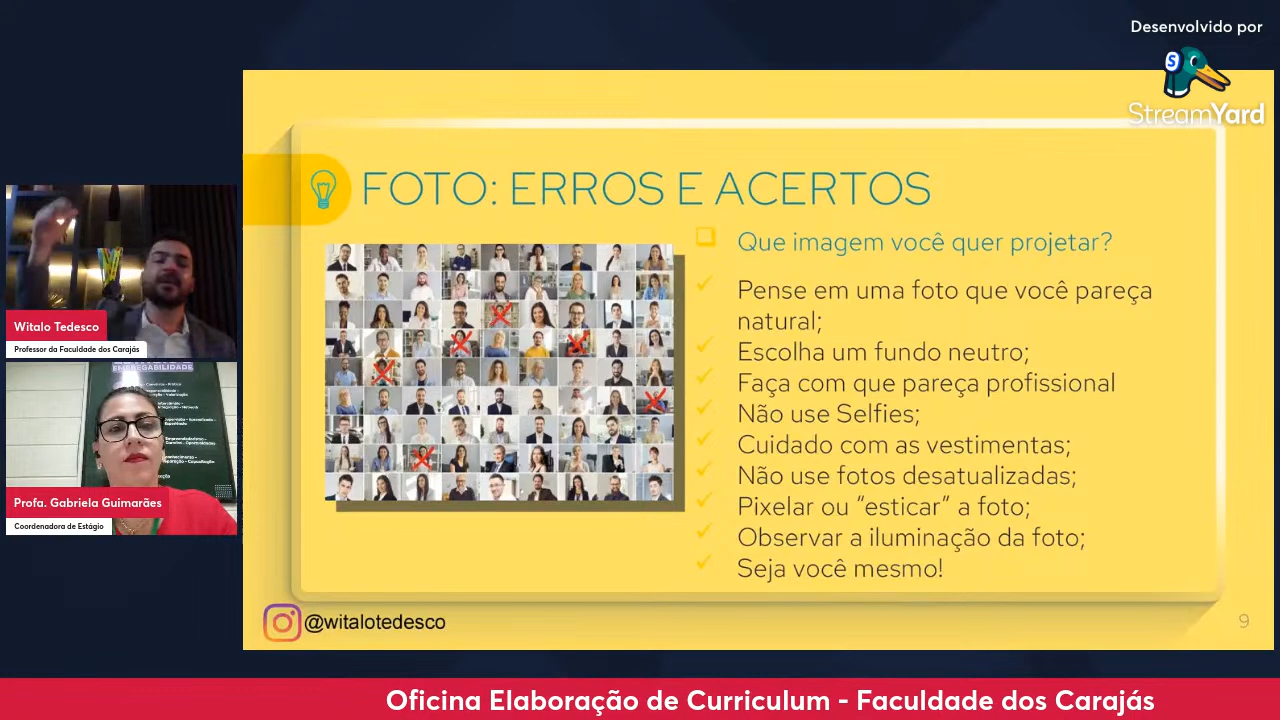 Desenvolvido por
StreamYard
FOTO: ERROS E ACERTOS
Que imagem você quer projetar?
Pense em uma foto que você pareça
natural;
Escolha um fundo neutro;
Faça com que pareça profissional
Não use Selfies;
Cuidado com as vestimentas;
Não use fotos desatualizadas;
Pixelar ou “esticar” a foto;
Observar a iluminação da foto;
Seja você mesmo!
@witalotedesco
9
Witalo Tedesco
Professor da Faculdade dos Carajás
EMPREGABILIDADE
Profa. Gabriela Guimarães
Coordenadora de Estágio
Oficina Elaboração de Curriculum - Faculdade dos Carajás